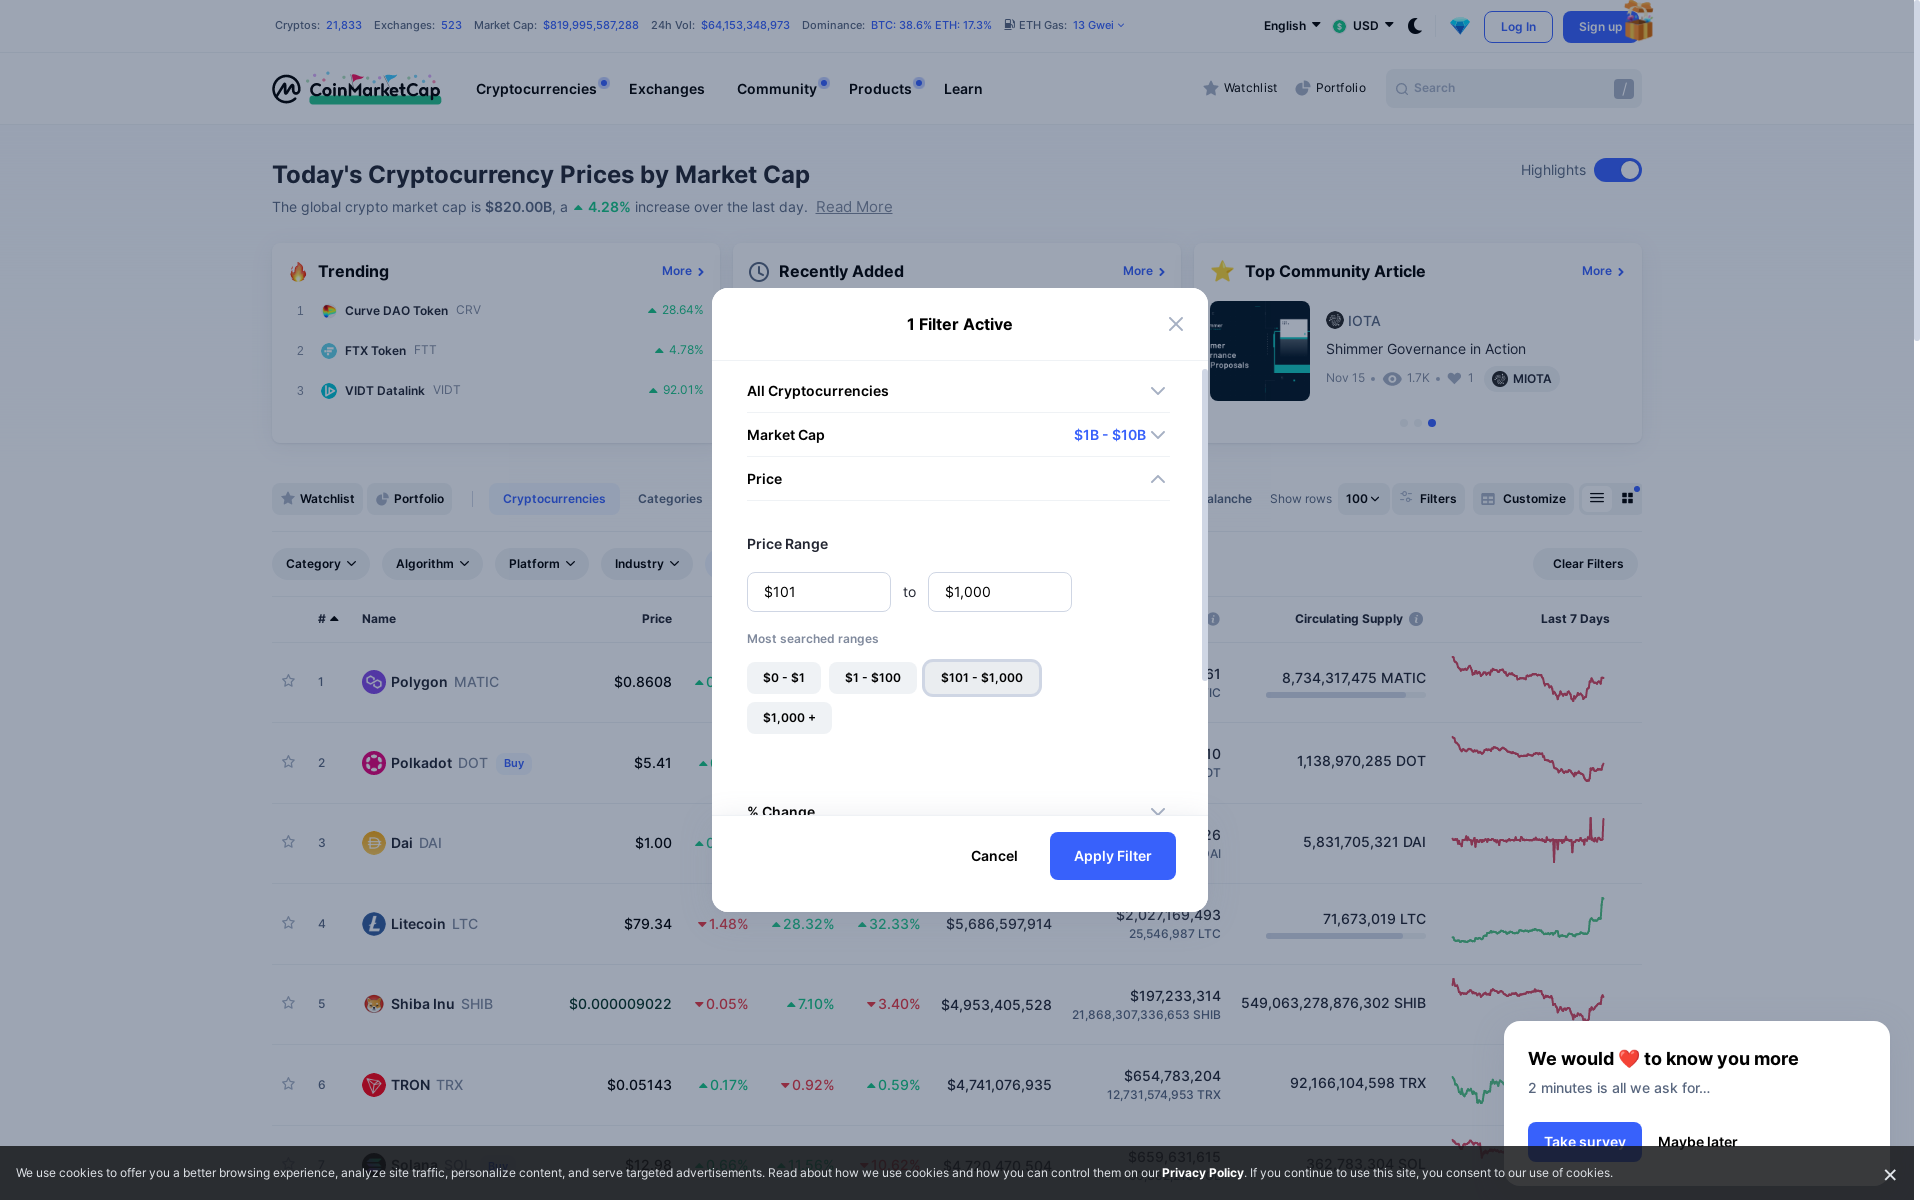 Cryptos: 21,833 Exchanges: 523 Market Cap: $819,995,587,288 24h Vol: $64,153,348,973 Dominance: BTC: 38.6% ETH: 17.3% ETH Gas: 13 Gwei
English USD Log In Sign up
CoinMarketCap Cryptocurrencies Exchanges Community Products Learn Watchlist Portfolio Search /
Today's Cryptocurrency Prices by Market Cap
Highlights
The global crypto market cap is $820.00B, a 4.28% increase over the last day. Read More
Trending More
1 Curve DAO Token CRV 28.64%
2 FTX Token FTT 4.78%
3 VIDT Datalink VIDT 92.01%
Recently Added More
Top Community Article More
IOTA
Shimmer Governance in Action
Nov 15 • 1.7K • 1 MIOTA
1 Filter Active
All Cryptocurrencies
Market Cap $1B - $10B
Price
Price Range
$101 to $1,000
Most searched ranges
$0 - $1 $1 - $100 $101 - $1,000
$1,000 +
% Change
Cancel Apply Filter
Watchlist Portfolio Cryptocurrencies Categories
alanche Show rows 100 Filters Customize
Category Algorithm Platform Industry Clear Filters
# Name Price Circulating Supply Last 7 Days
1 Polygon MATIC $0.8608 61 8,734,317,475 MATIC
2 Polkadot DOT Buy $5.41 10 1,138,970,285 DOT
3 Dai DAI $1.00 26 5,831,705,321 DAI
DAI
4 Litecoin LTC $79.34 1.48% 28.32% 32.33% $5,686,597,914 $2,027,169,493 71,673,019 LTC
25,546,987 LTC
5 Shiba Inu SHIB $0.000009022 0.05% 7.10% 3.40% $4,953,405,528 $197,233,314 549,063,278,876,302 SHIB
21,868,307,336,653 SHIB
6 TRON TRX $0.05143 0.17% 0.92% 0.59% $4,741,076,935 $654,783,204 92,166,104,598 TRX
12,731,574,953 TRX
7 Solana SOL $12.98 $659,631,615 362,783,304 SOL
We would ❤️ to know you more
2 minutes is all we ask for...
Take survey Maybe later
We use cookies to offer you a better browsing experience, analyze site traffic, personalize content, and serve targeted advertisements. Read about how we use cookies and how you can control them on our Privacy Policy. If you continue to use this site, you consent to our use of cookies.